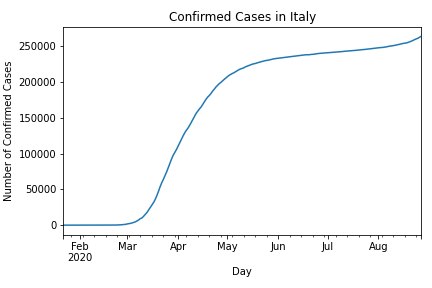 Confirmed Cases in Italy
Number of Confirmed Cases
250000
200000
150000
100000
50000
0
Feb Mar Apr May Jun Jul Aug
2020
Day